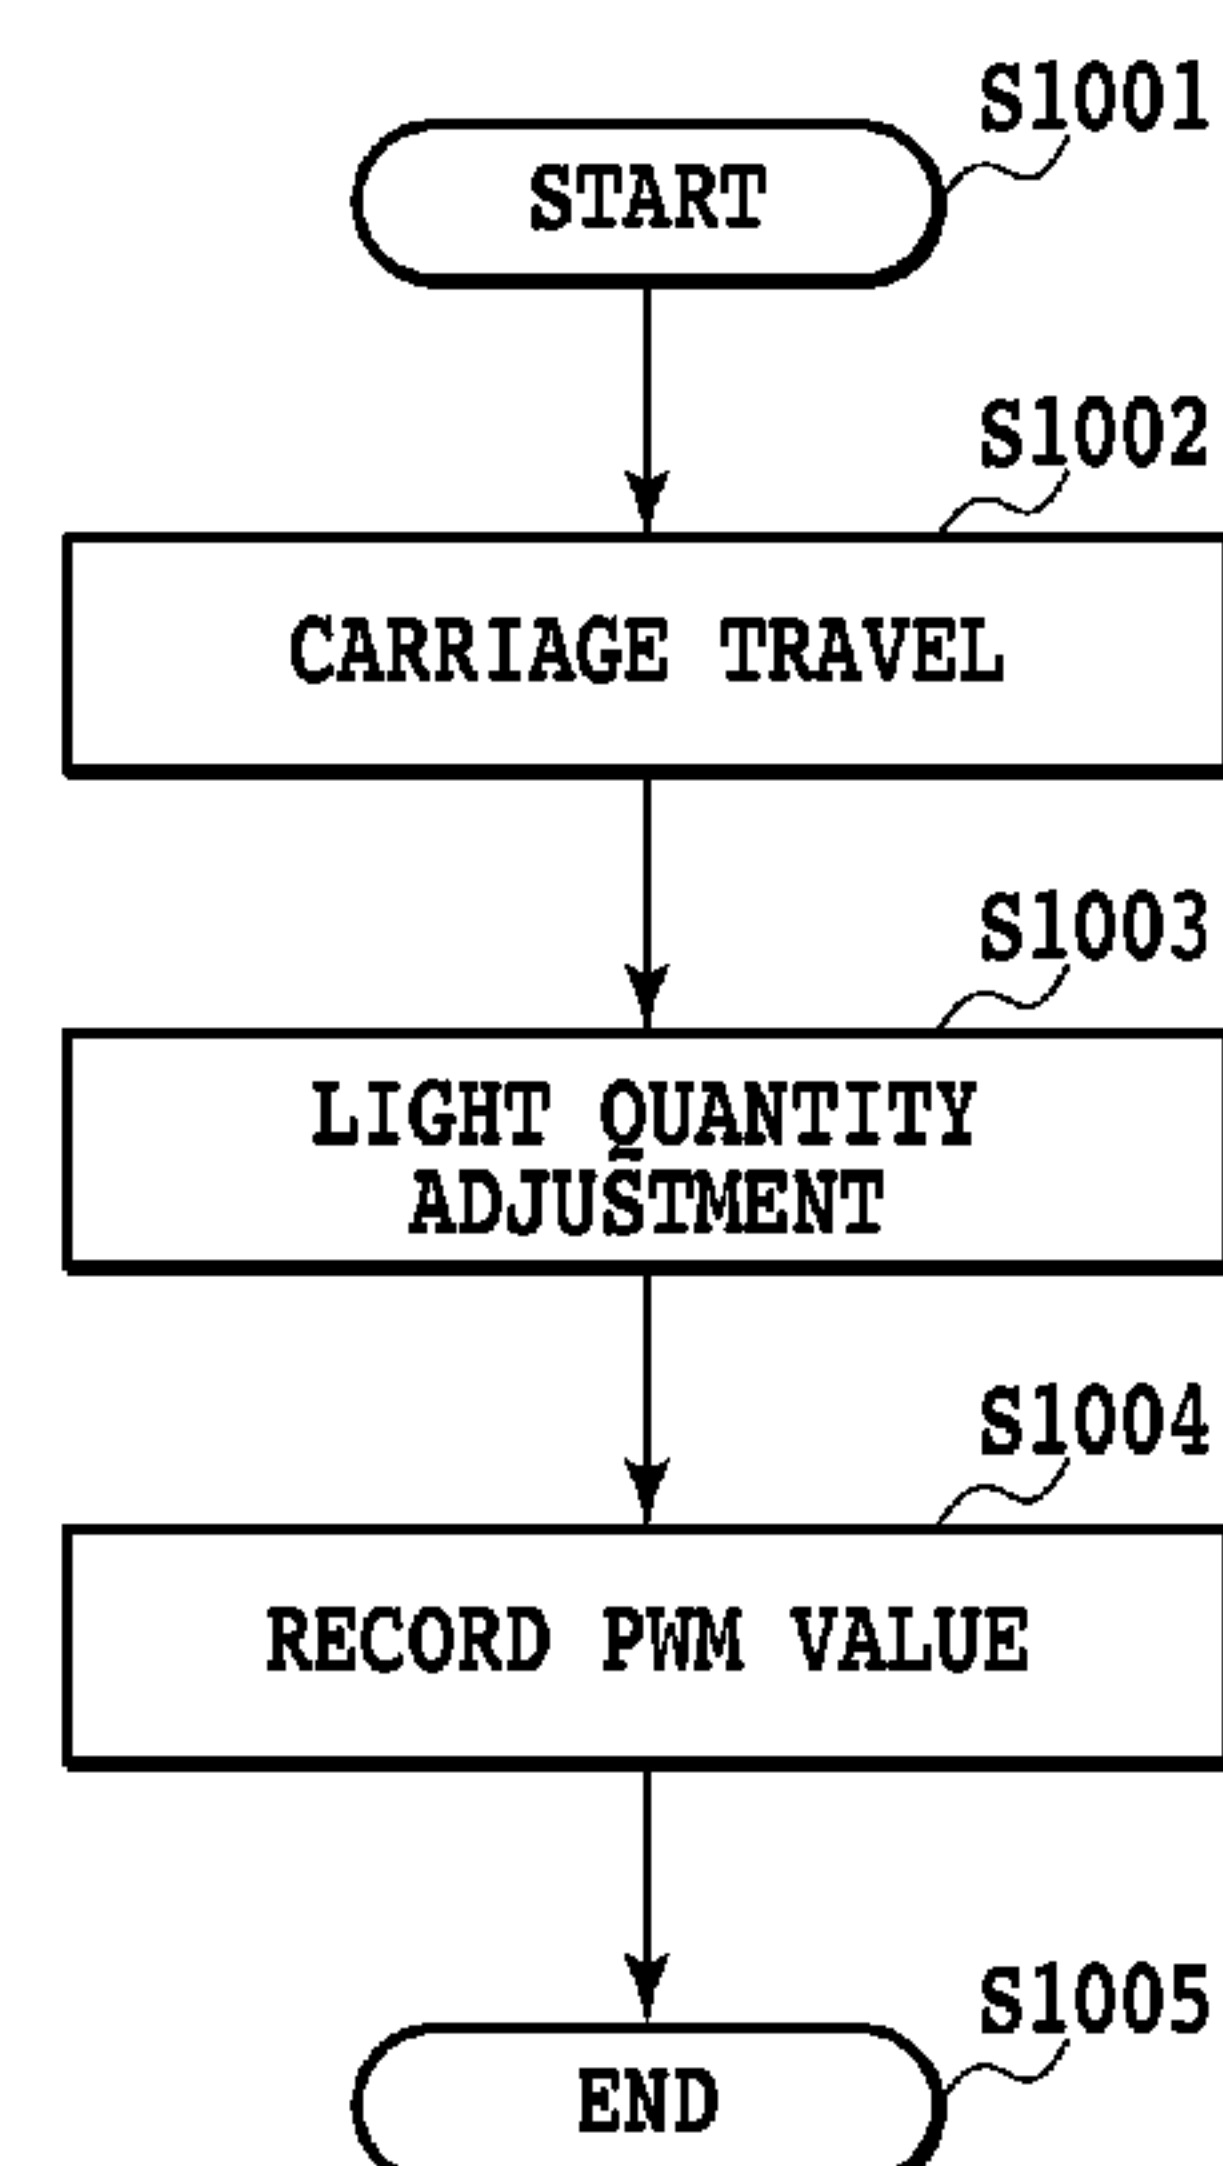 S1001
START
S1002
CARRIAGE TRAVEL
S1003
LIGHT QUANTITY
ADJUSTMENT
S1004
RECORD PWM VALUE
S1005
END